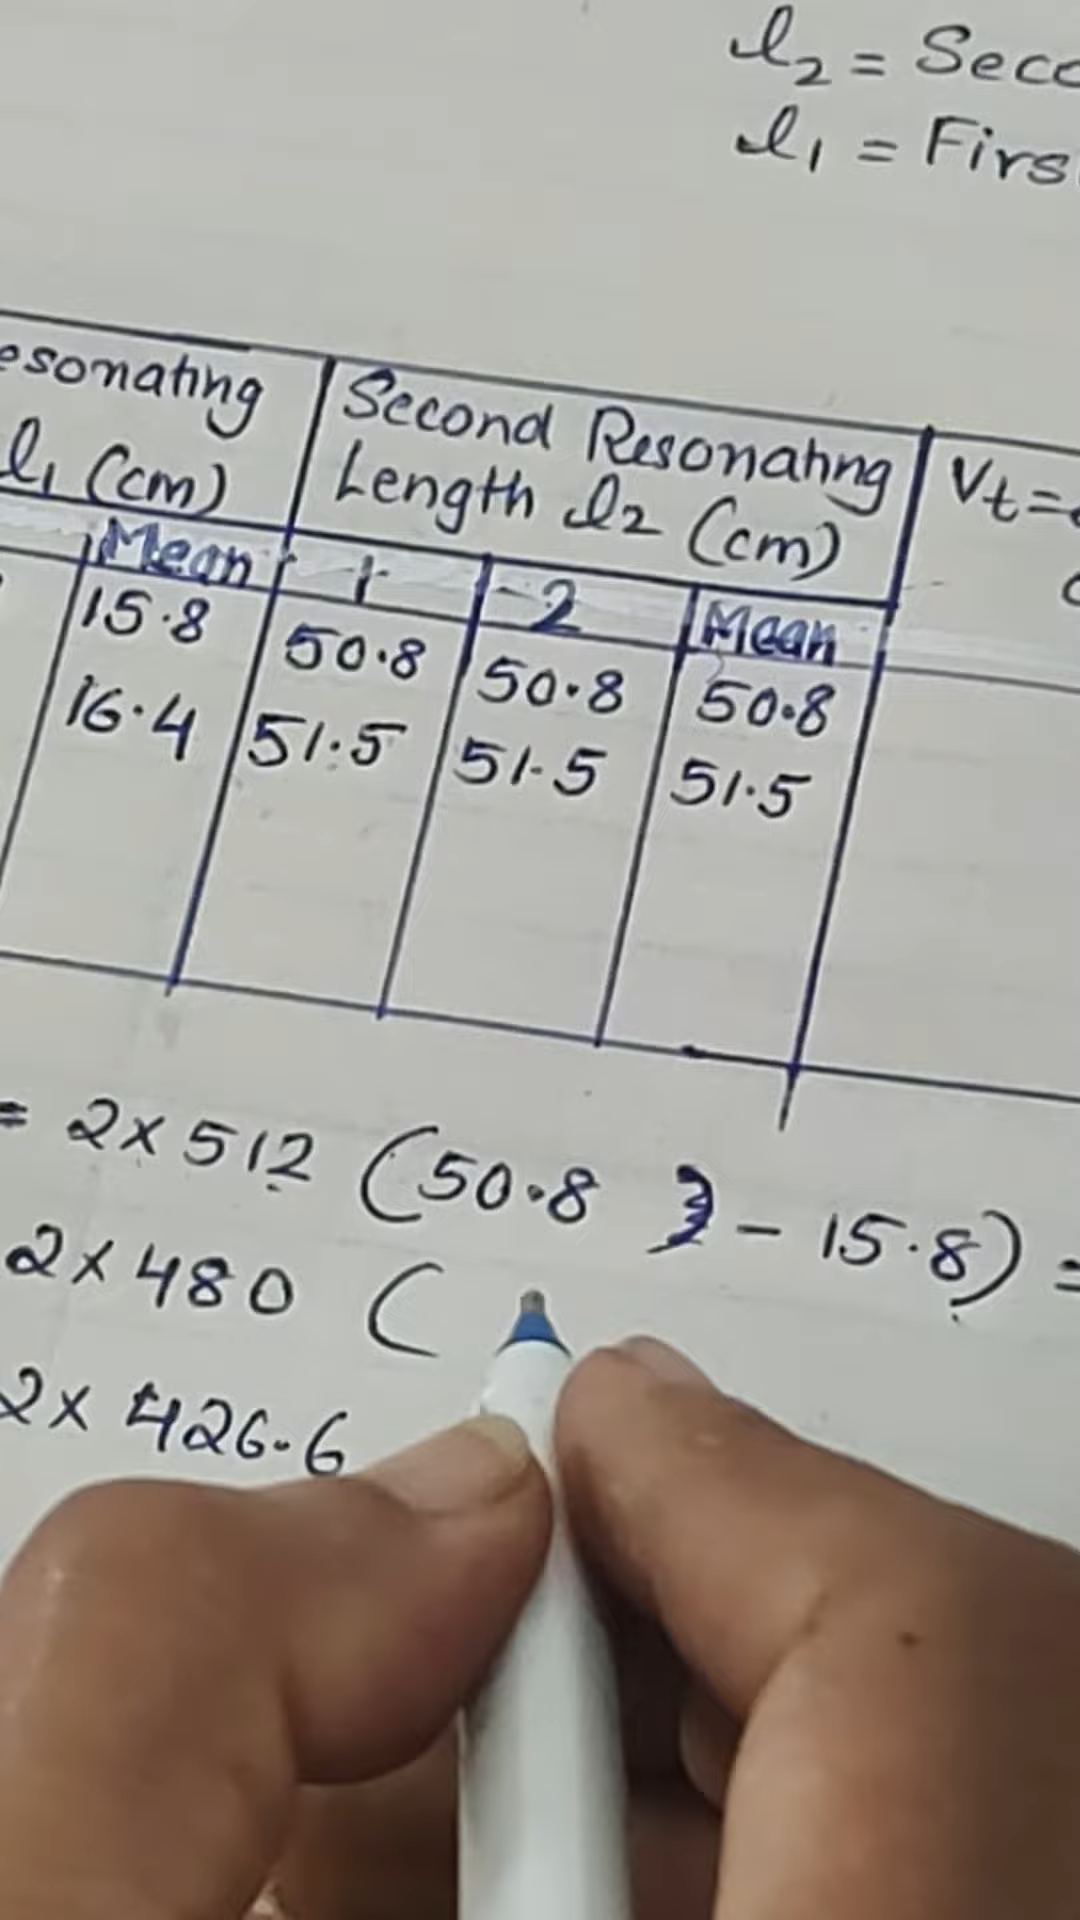 l₂ = Seco
l₁ = Firs
esonating
l₁ (cm)
Second Resonating
Length l₂ (cm)
Vt =
Mean 1 2 Mean
15.8 50.8 50.8 50.8
16.4 51.5 51.5 51.5
= 2 × 512 (50.8 - 15.8) =
2 × 480 (
2 × 426.6